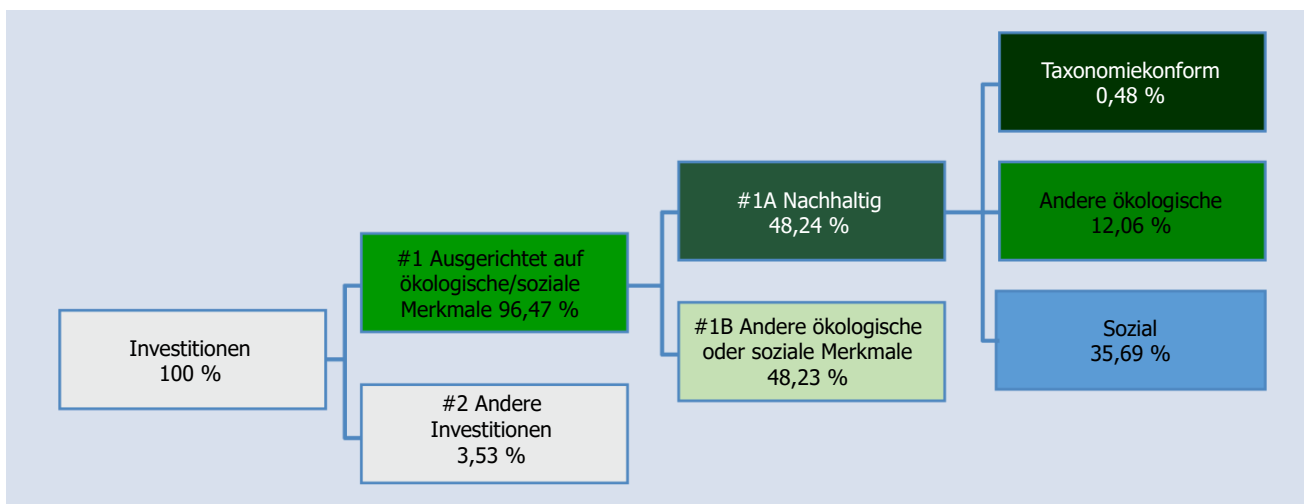 Investitionen
100 %
#1 Ausgerichtet auf
ökologische/soziale
Merkmale 96,47 %
#2 Andere
Investitionen
3,53 %
#1A Nachhaltig
48,24 %
#1B Andere ökologische
oder soziale Merkmale
48,23 %
Taxonomiekonform
0,48 %
Andere ökologische
12,06 %
Sozial
35,69 %